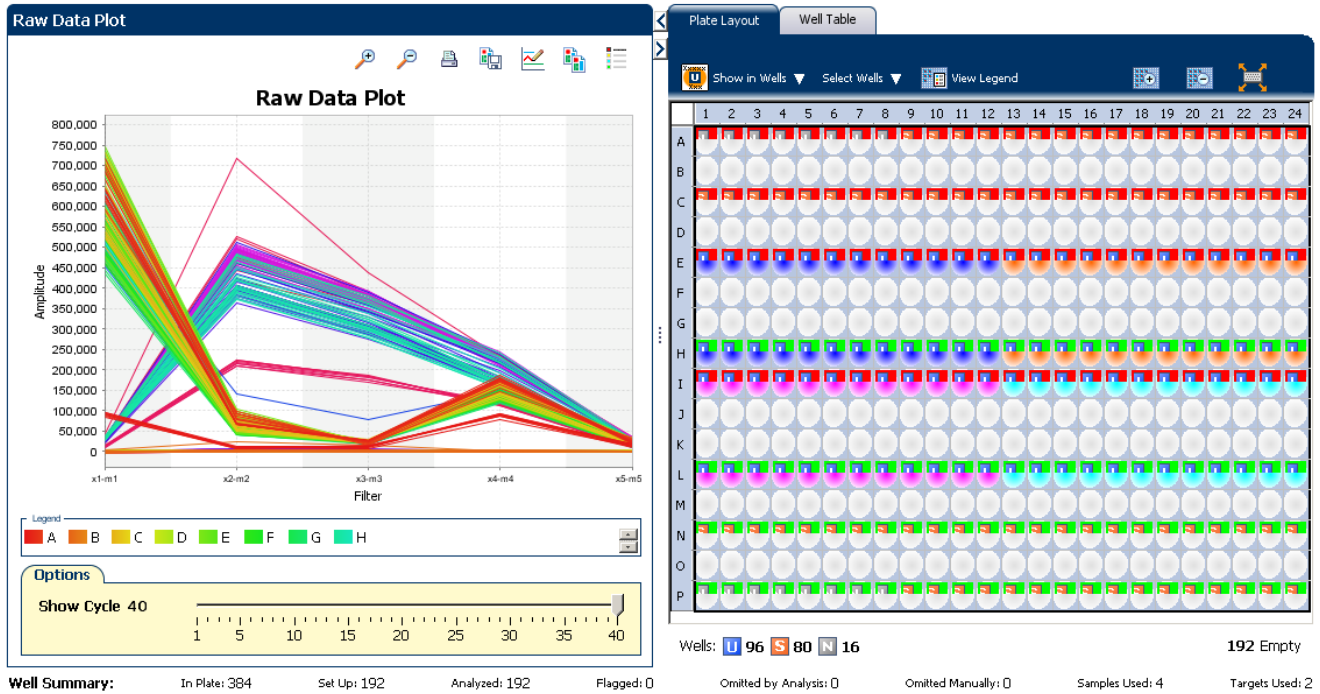 Raw Data Plot
Raw Data Plot
800,000
750,000
700,000
650,000
600,000
550,000
500,000
450,000
400,000
350,000
300,000
250,000
200,000
150,000
100,000
50,000
0
Amplitude
x1-m1 x2-m2 x3-m3 x4-m4 x5-m5
Filter
Legend
A B C D E F G H
Options
Show Cycle 40
1 5 10 15 20 25 30 35 40
Plate Layout Well Table
Show in Wells ▼ Select Wells ▼ View Legend
1 2 3 4 5 6 7 8 9 10 11 12 13 14 15 16 17 18 19 20 21 22 23 24
A
B
C
D
E
F
G
H
I
J
K
L
M
N
O
P
Wells: U 96 S 80 N 16 192 Empty
Well Summary: In Plate: 384 Set Up: 192 Analyzed: 192 Flagged: 0 Omitted by Analysis: 0 Omitted Manually: 0 Samples Used: 4 Targets Used: 2